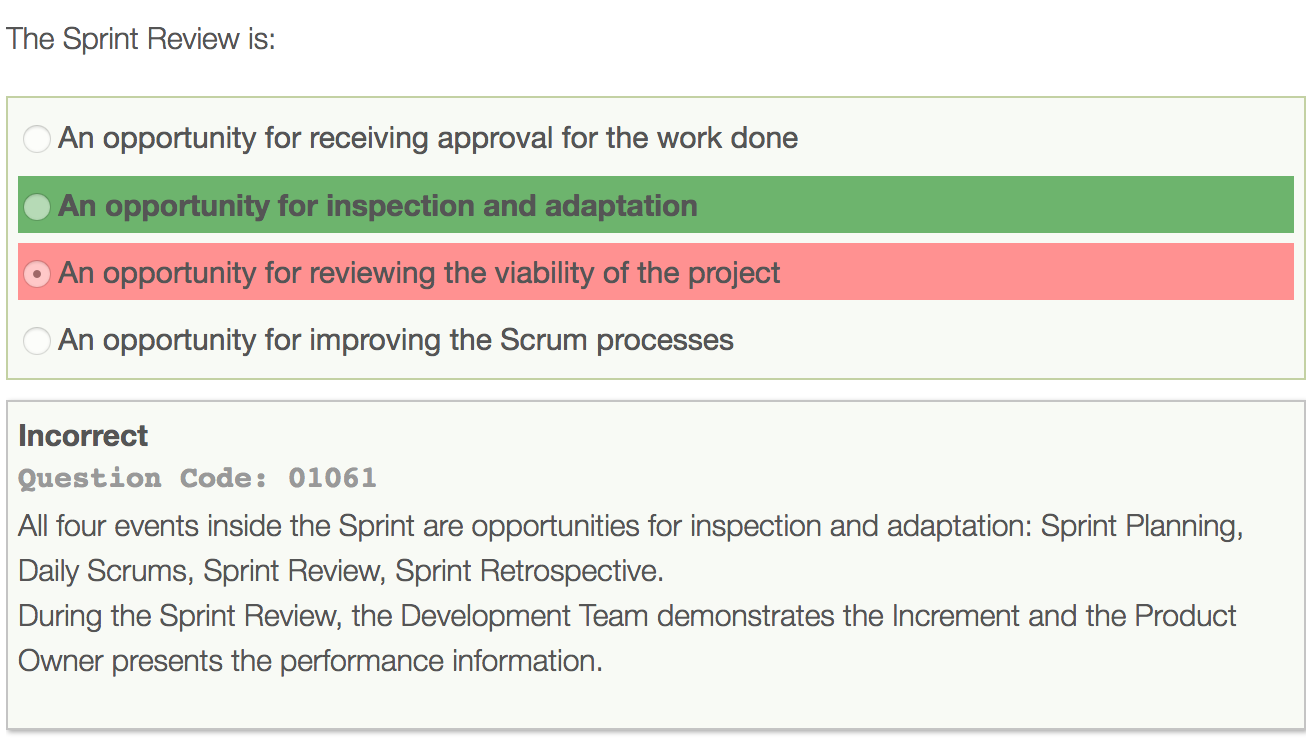 The Sprint Review is:
An opportunity for receiving approval for the work done
An opportunity for inspection and adaptation
An opportunity for reviewing the viability of the project
An opportunity for improving the Scrum processes
Incorrect
Question Code: 01061
All four events inside the Sprint are opportunities for inspection and adaptation: Sprint Planning,
Daily Scrums, Sprint Review, Sprint Retrospective.
During the Sprint Review, the Development Team demonstrates the Increment and the Product
Owner presents the performance information.